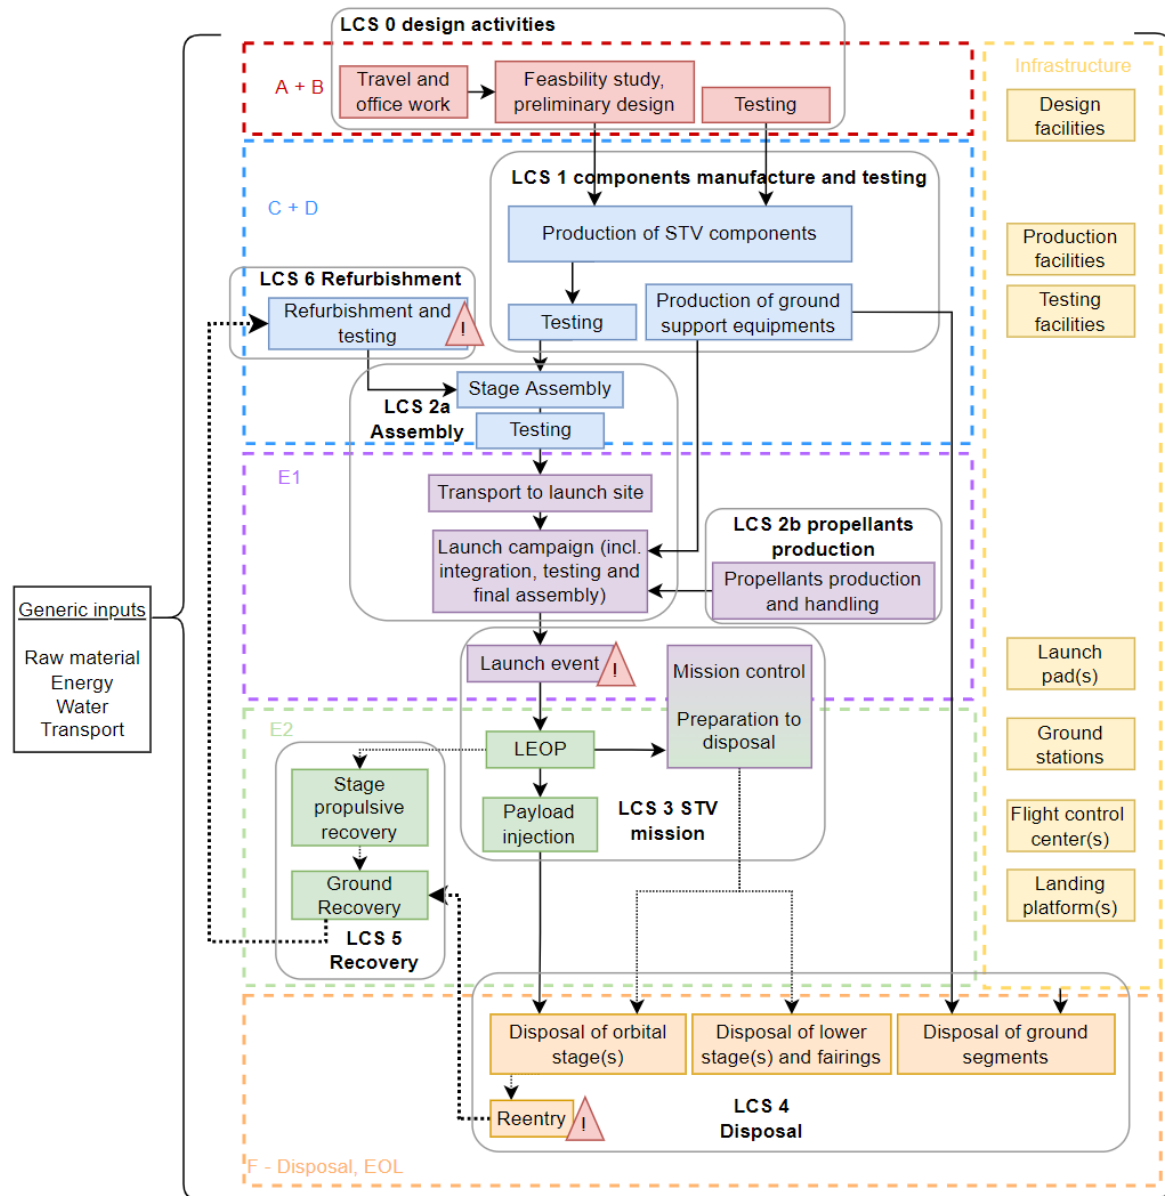 LCS 0 design activities
A + B
Travel and
office work
Feasbility study,
preliminary design
Testing
Infrastructure
Design
facilities
C + D
LCS 1 components manufacture and testing
Production of STV components
Production
facilities
LCS 6 Refurbishment
Refurbishment and
testing
!
Testing
Production of ground
support equipments
Testing
facilities
Stage Assembly
LCS 2a
Assembly
Testing
E1
Transport to launch site
LCS 2b propellants
production
Launch campaign (incl.
integration, testing and
final assembly)
Propellants production
and handling
Generic inputs
Raw material
Energy
Water
Transport
Launch event
!
Mission control
Preparation to
disposal
Launch
pad(s)
E2
LEOP
Ground
stations
Stage
propulsive
recovery
Payload
injection
LCS 3 STV
mission
Flight control
center(s)
Ground
Recovery
Landing
platform(s)
LCS 5
Recovery
Disposal of orbital
stage(s)
Disposal of lower
stage(s) and fairings
Disposal of ground
segments
Reentry
!
LCS 4
Disposal
F - Disposal, EOL